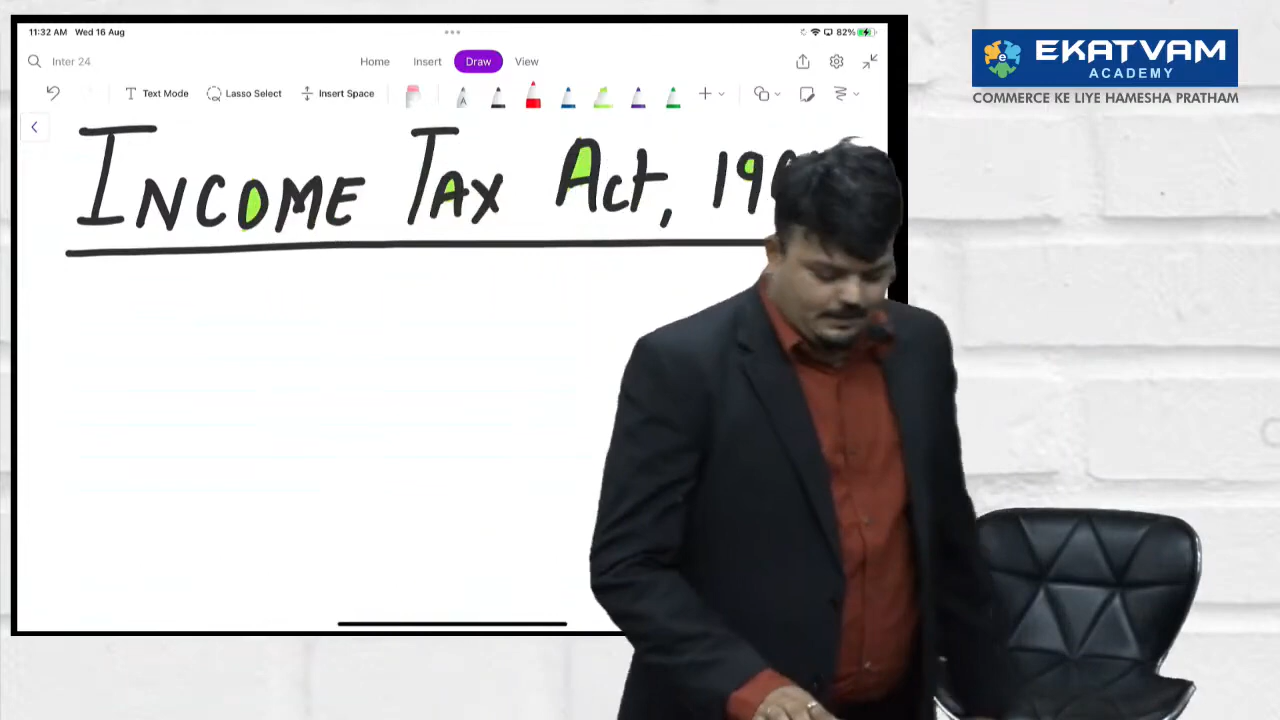 11:32 AM Wed 16 Aug
82%
Inter 24
Home Insert Draw View
Text Mode Lasso Select Insert Space
INCOME TAX Act, 19
EKATVAM
ACADEMY
COMMERCE KE LIYE HAMESHA PRATHAM